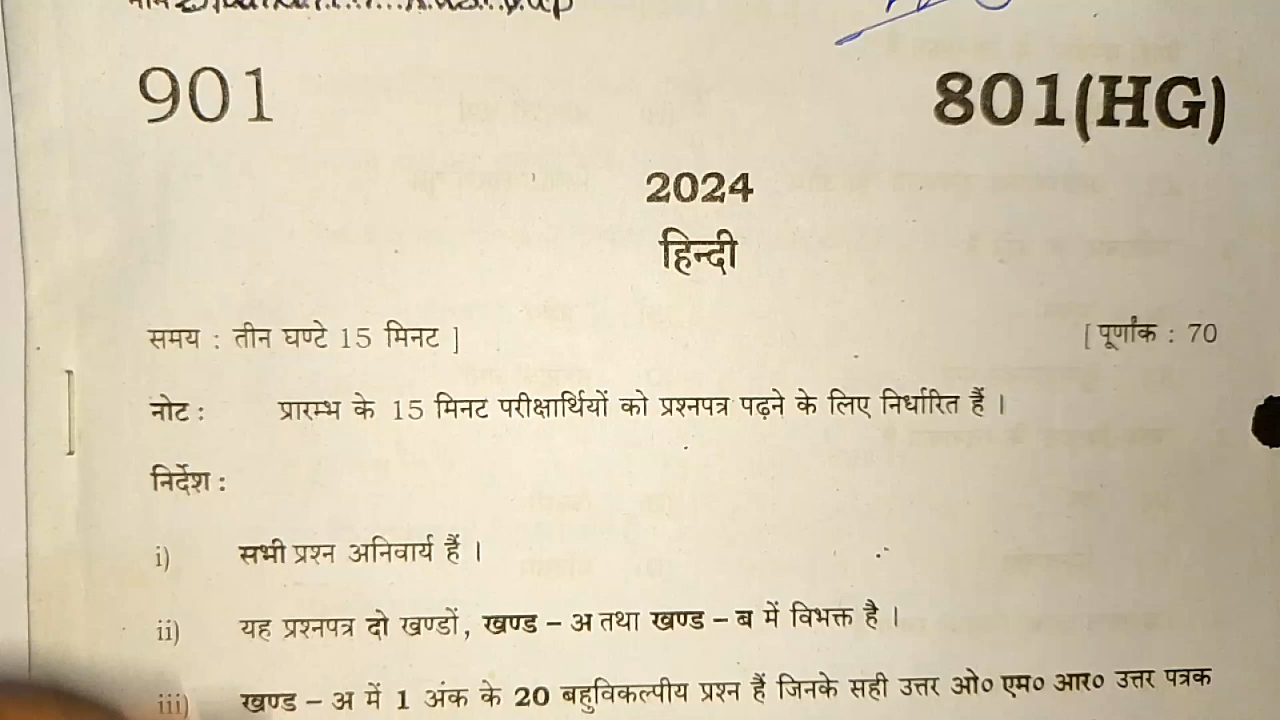 नाम
901
801(HG)
2024
हिन्दी
समय : तीन घण्टे 15 मिनट ]
[ पूर्णांक : 70
नोट : प्रारम्भ के 15 मिनट परीक्षार्थियों को प्रश्नपत्र पढ़ने के लिए निर्धारित हैं ।
निर्देश :
i) सभी प्रश्न अनिवार्य हैं ।
ii) यह प्रश्नपत्र दो खण्डों, खण्ड – अ तथा खण्ड – ब में विभक्त है ।
iii) खण्ड – अ में 1 अंक के 20 बहुविकल्पीय प्रश्न हैं जिनके सही उत्तर ओ० एम० आर० उत्तर पत्रक